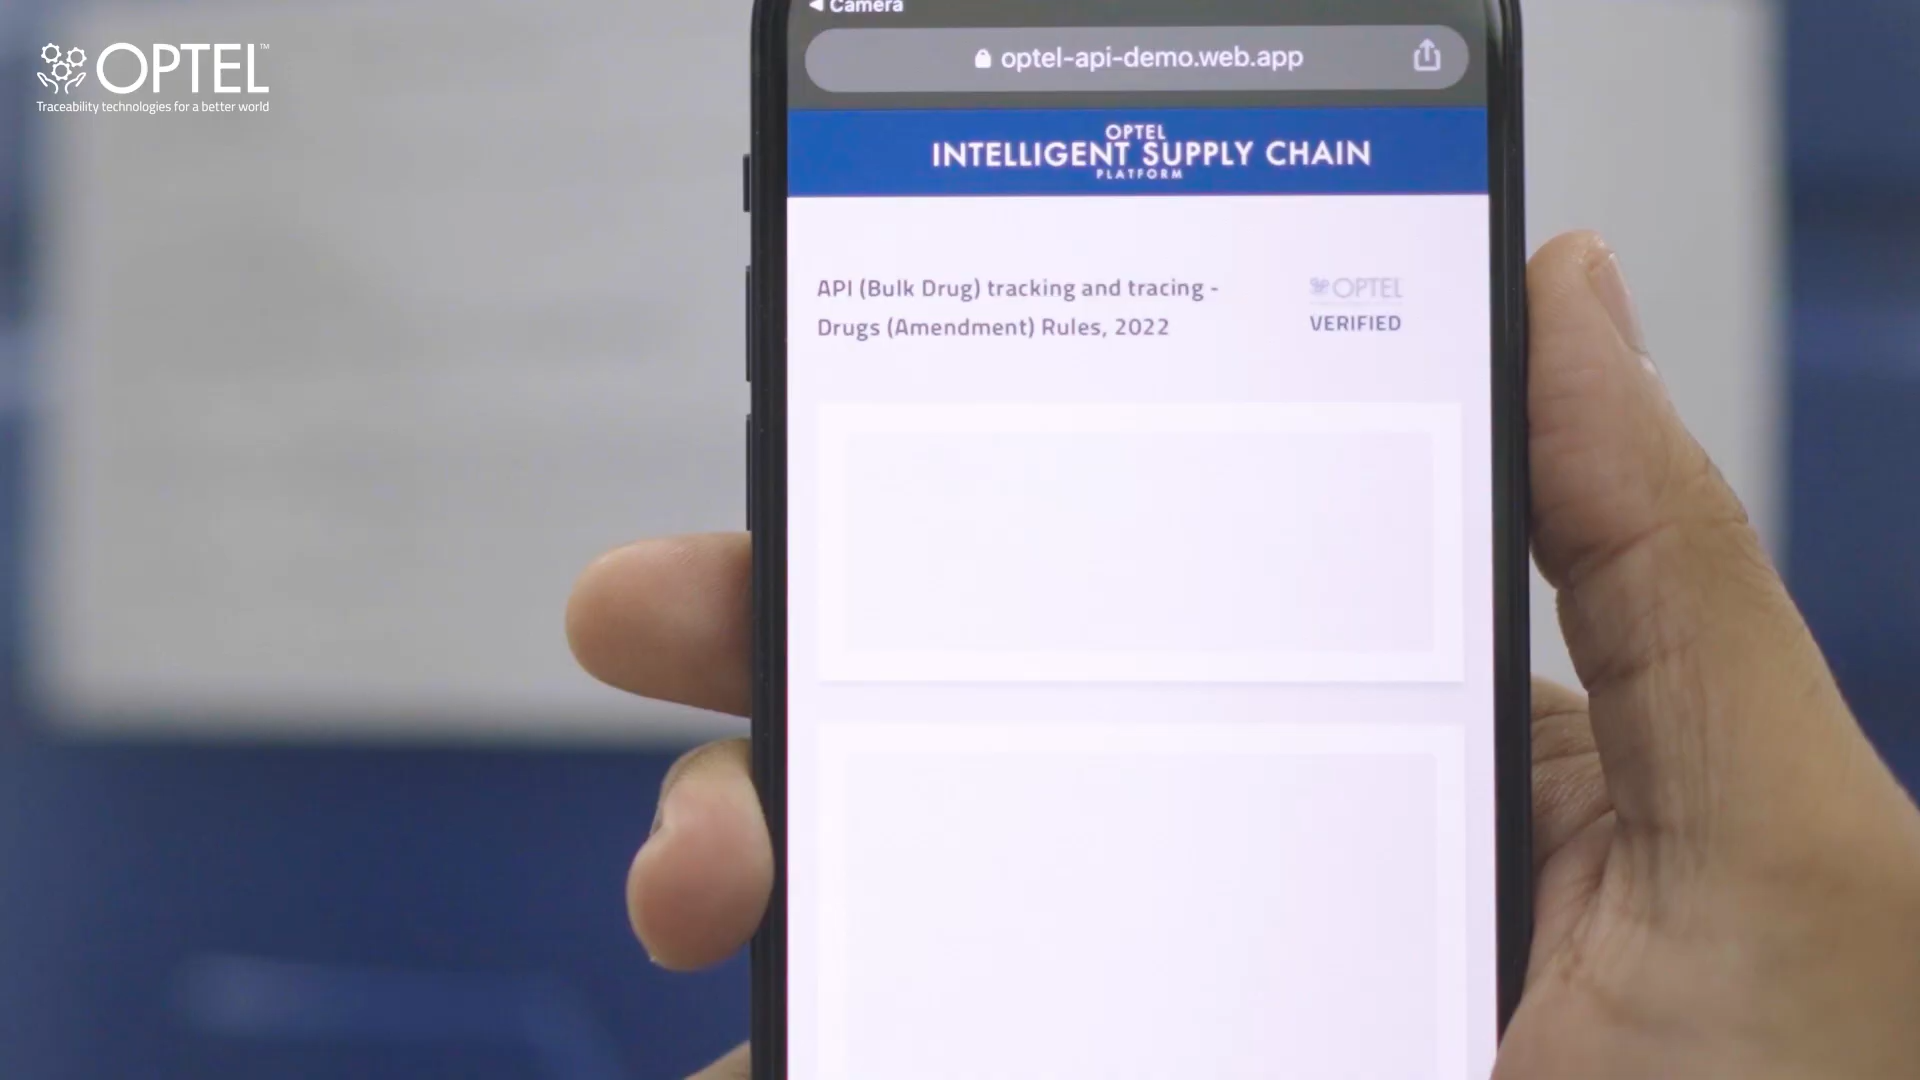 OPTEL™
Traceability technologies for a better world
◀ Camera
optel-api-demo.web.app
OPTEL
INTELLIGENT SUPPLY CHAIN
PLATFORM
API (Bulk Drug) tracking and tracing -
Drugs (Amendment) Rules, 2022
OPTEL
VERIFIED